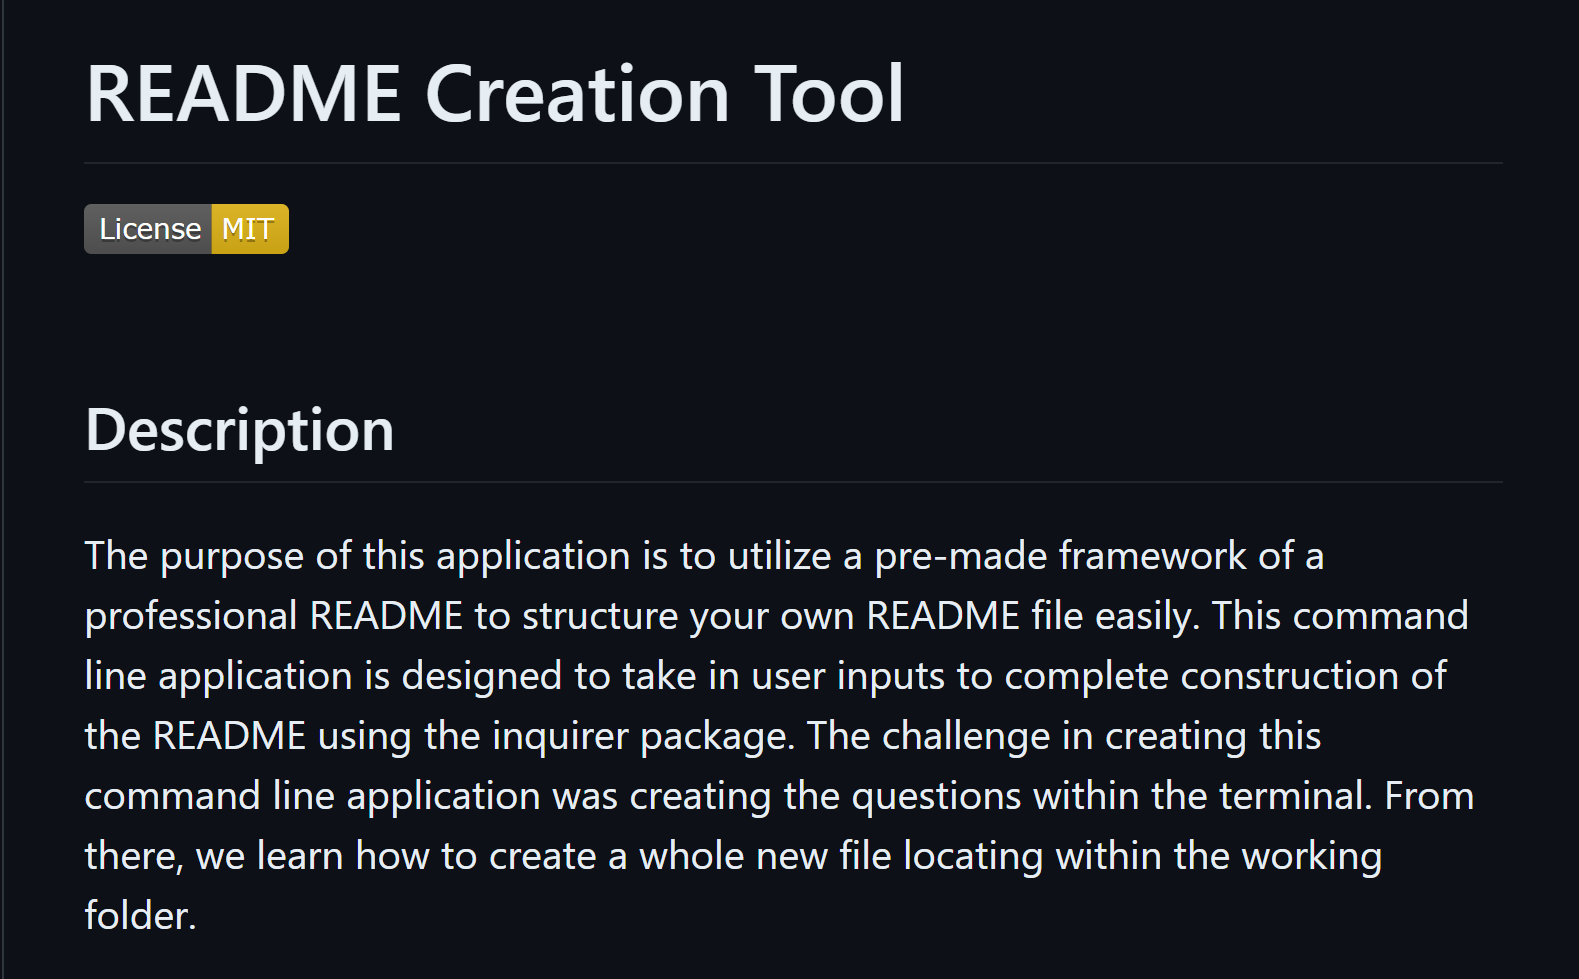 README Creation Tool
License MIT
Description
The purpose of this application is to utilize a pre-made framework of a
professional README to structure your own README file easily. This command
line application is designed to take in user inputs to complete construction of
the README using the inquirer package. The challenge in creating this
command line application was creating the questions within the terminal. From
there, we learn how to create a whole new file locating within the working
folder.